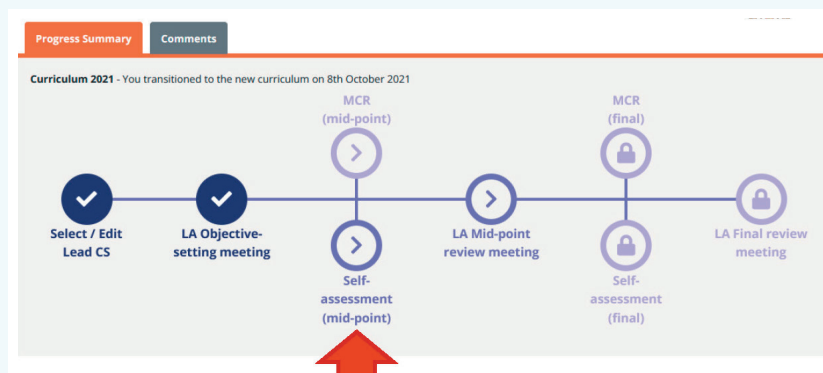 Progress Summary
Comments
Curriculum 2021 - You transitioned to the new curriculum on 8th October 2021
MCR
(mid-point)
MCR
(final)
Select / Edit
Lead CS
LA Objective-
setting meeting
LA Mid-point
review meeting
LA Final review
meeting
Self-
assessment
(mid-point)
Self-
assessment
(final)